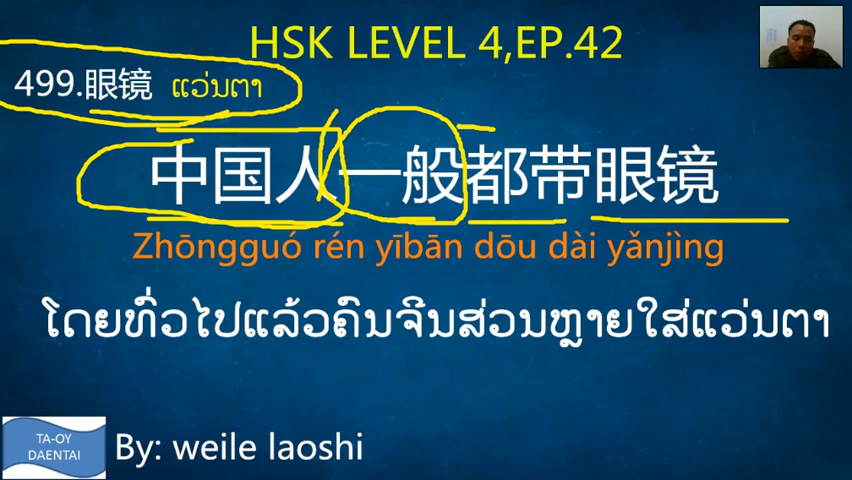 HSK LEVEL 4,EP.42
499.眼镜 ແວ່ນຕາ
中国人一般都带眼镜
Zhōngguó rén yībān dōu dài yǎnjìng
ໂດຍທົ່ວໄປແລ້ວຄົນຈີນສ່ວນຫຼາຍໃສ່ແວ່ນຕາ
TA-OY
DAENTAI
By: weile laoshi